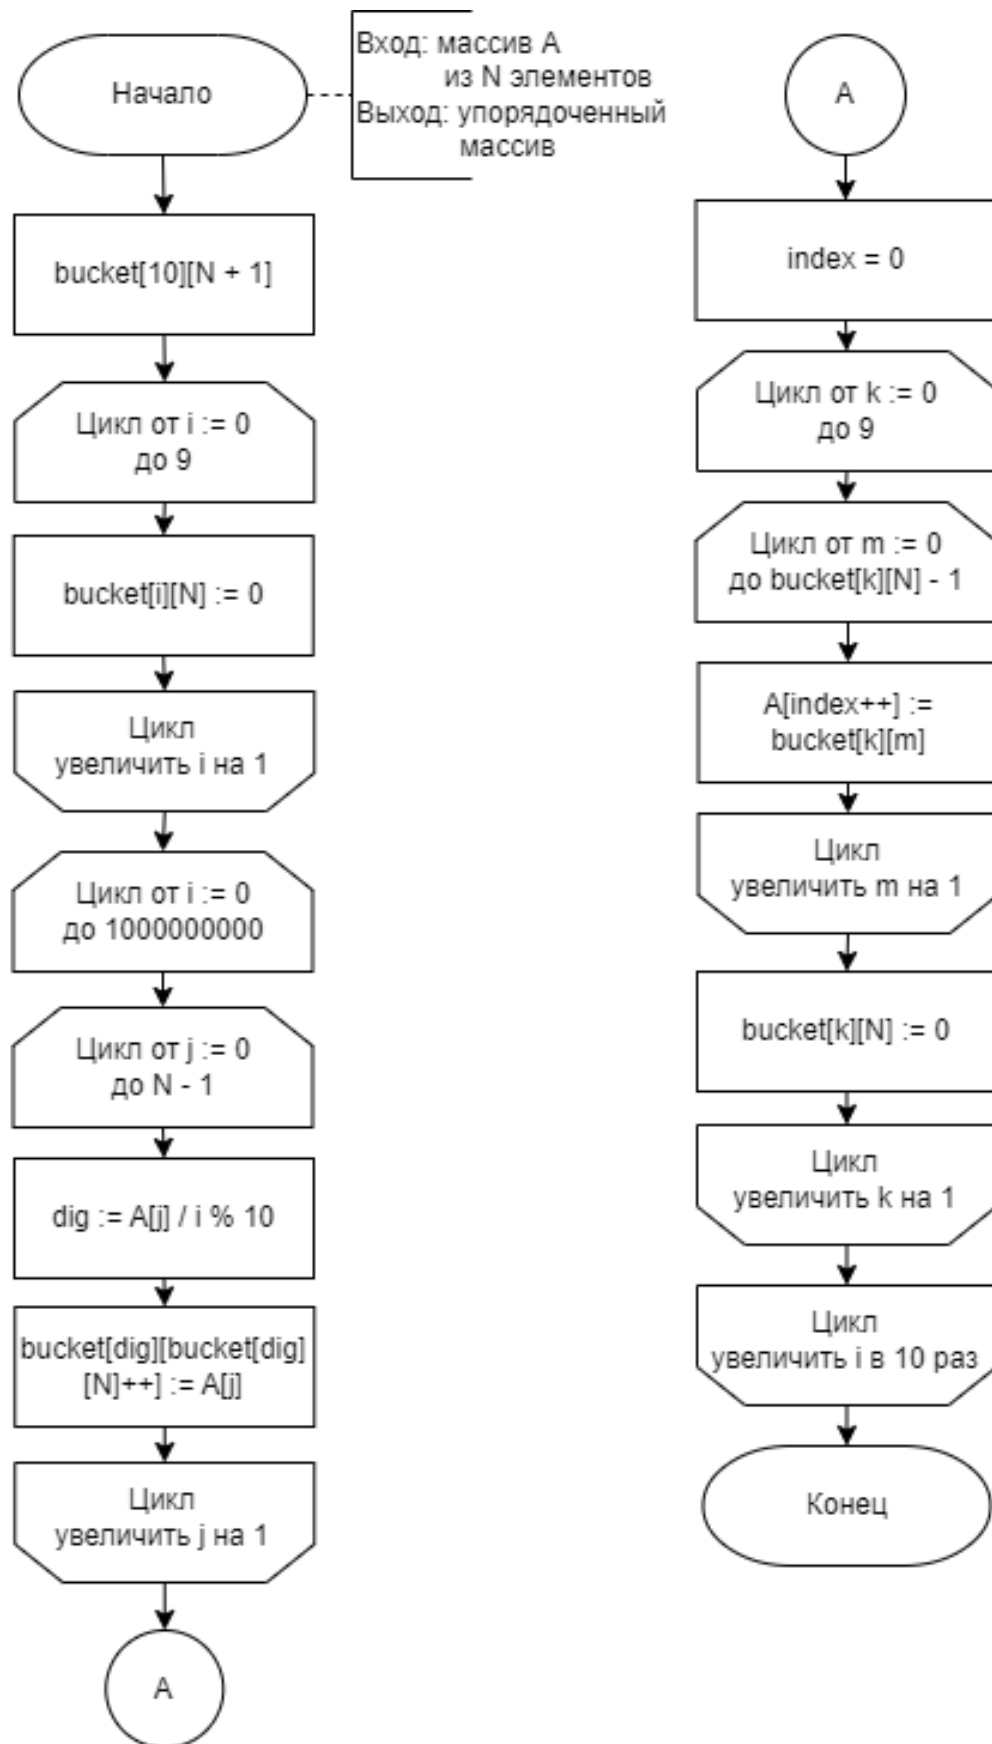 Начало
Вход: массив А
из N элементов
Выход: упорядоченный
массив
bucket[10][N + 1]
Цикл от i := 0
до 9
bucket[i][N] := 0
Цикл
увеличить i на 1
Цикл от i := 0
до 1000000000
Цикл от j := 0
до N - 1
dig := A[j] / i % 10
bucket[dig][bucket[dig]
[N]++] := A[j]
Цикл
увеличить j на 1
А
А
index = 0
Цикл от k := 0
до 9
Цикл от m := 0
до bucket[k][N] - 1
A[index++] :=
bucket[k][m]
Цикл
увеличить m на 1
bucket[k][N] := 0
Цикл
увеличить k на 1
Цикл
увеличить i в 10 раз
Конец